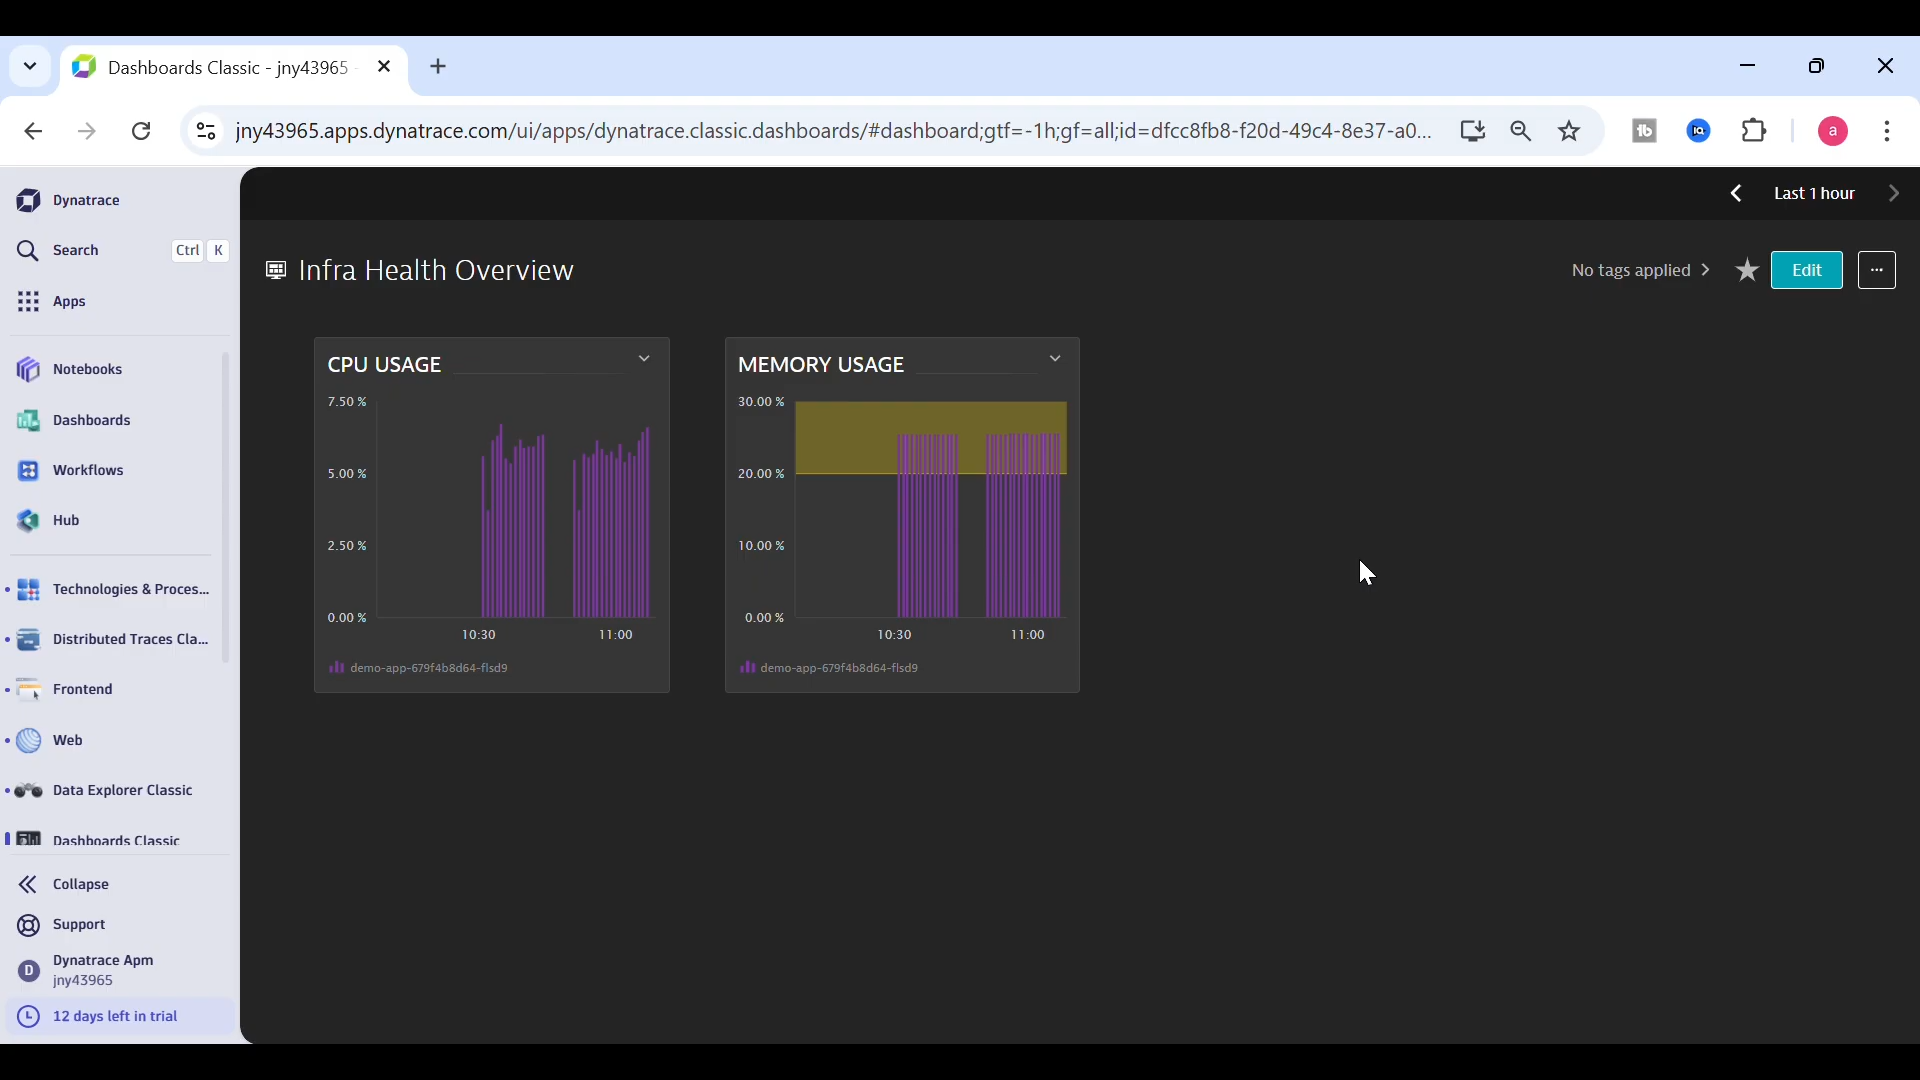 Dashboards Classic - jny43965 -
jny43965.apps.dynatrace.com/ui/apps/dynatrace.classic.dashboards/#dashboard;gtf=-1h;gf=all;id=dfcc8fb8-f20d-49c4-8e37-a0...
tb
IQ
a
Dynatrace
Search Ctrl K
Apps
Notebooks
Dashboards
Workflows
Hub
Technologies & Proces...
Distributed Traces Cla...
Frontend
Web
Data Explorer Classic
Dashboards Classic
Collapse
Support
D
Dynatrace Apm
jny43965
12 days left in trial
Last 1 hour
Infra Health Overview
No tags applied
Edit
...
CPU USAGE
7.50 %
5.00 %
2.50 %
0.00 %
10:30 11:00
demo-app-679f4b8d64-flsd9
MEMORY USAGE
30.00 %
20.00 %
10.00 %
0.00 %
10:30 11:00
demo-app-679f4b8d64-flsd9